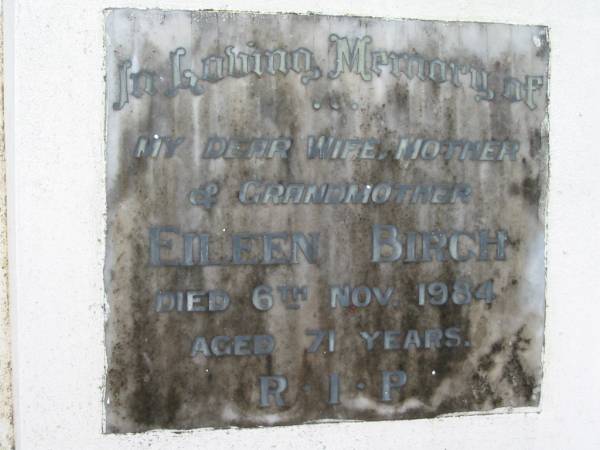 In Loving Memory of
...
MY DEAR WIFE, MOTHER
& GRANDMOTHER
EILEEN BIRCH
DIED 6TH NOV. 1984
AGED 71 YEARS.
R·I·P